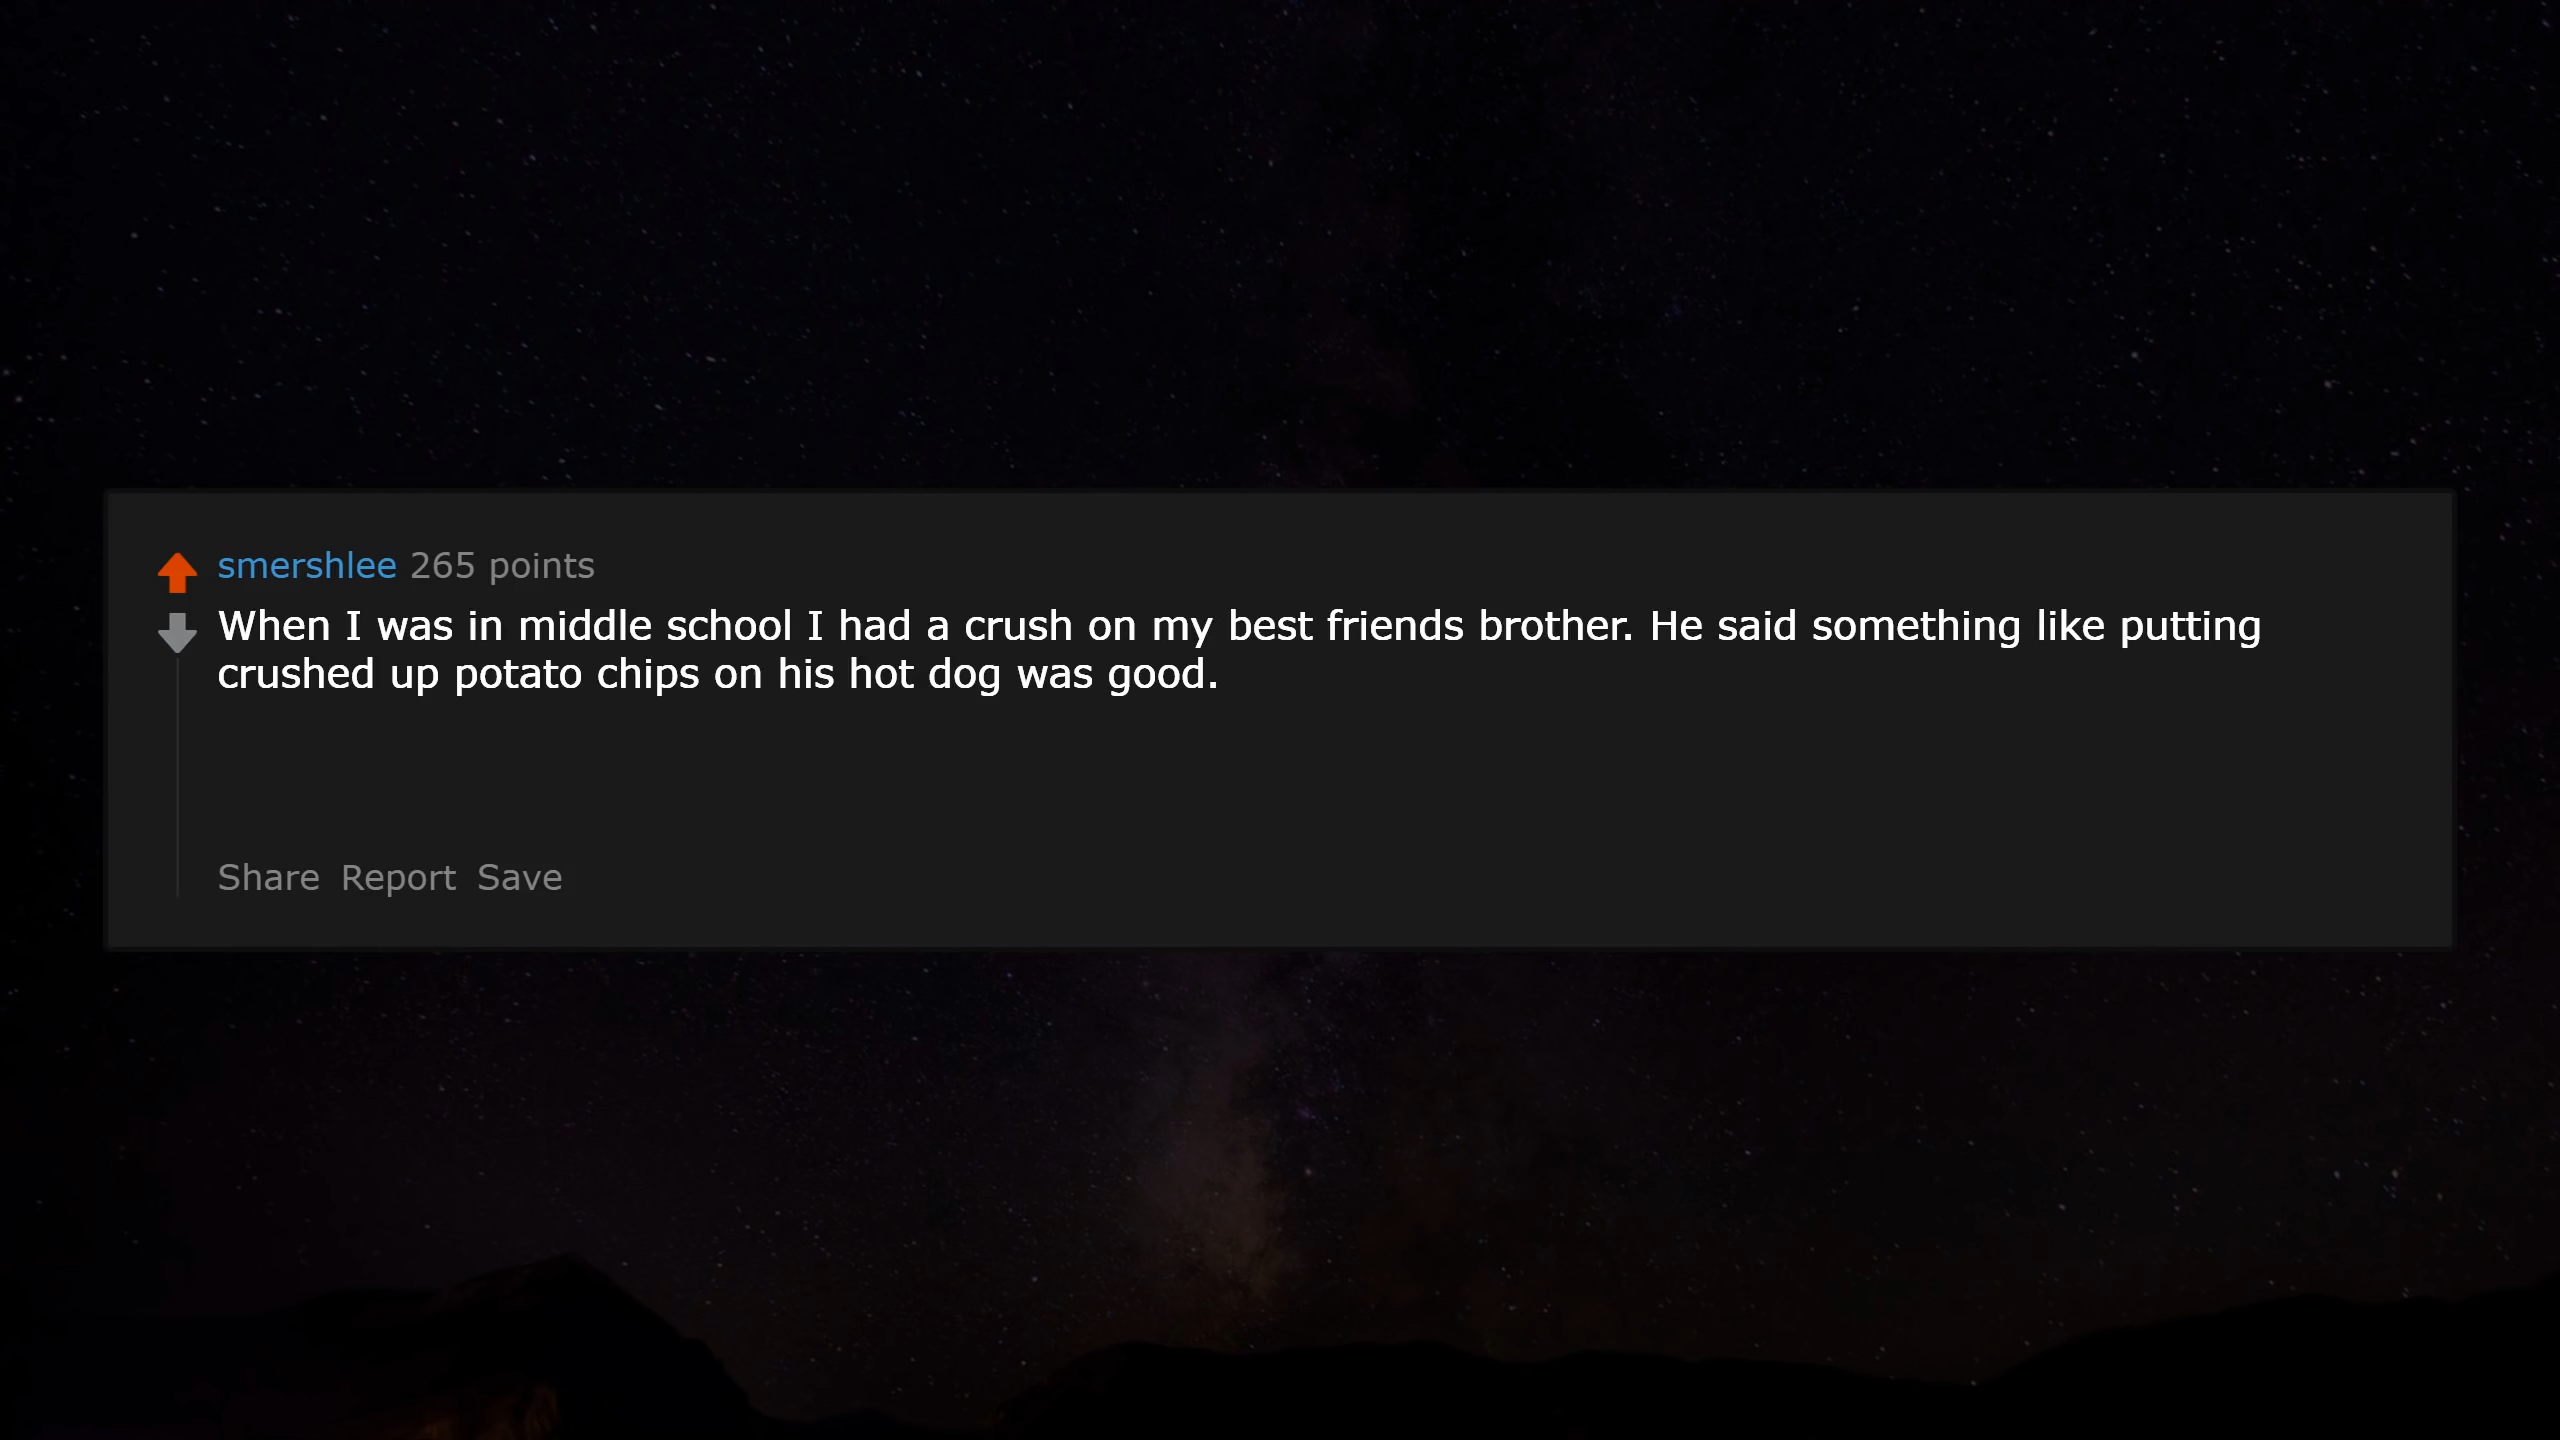 smershlee 265 points
When I was in middle school I had a crush on my best friends brother. He said something like putting
crushed up potato chips on his hot dog was good.
Share Report Save